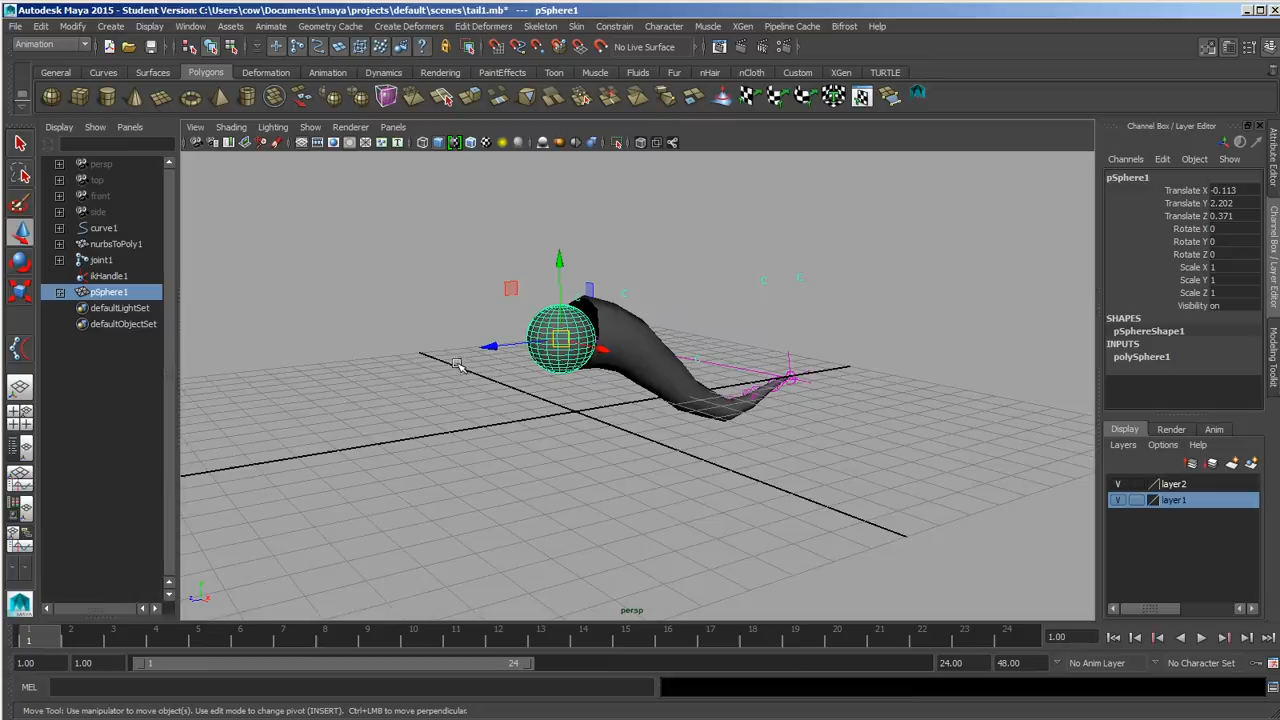 Autodesk Maya 2015 - Student Version: C:\Users\cow\Documents\maya\projects\default\scenes\tail1.mb* --- pSphere1
File Edit Modify Create Display Window Assets Animate Geometry Cache Create Deformers Edit Deformers Skeleton Skin Constrain Character Muscle XGen Pipeline Cache Bifrost Help
Animation No Live Surface
General Curves Surfaces Polygons Deformation Animation Dynamics Rendering PaintEffects Toon Muscle Fluids Fur nHair nCloth Custom XGen TURTLE
Display Show Panels
View Shading Lighting Show Renderer Panels
persp
top
front
side
curve1
nurbsToPoly1
joint1
ikHandle1
pSphere1
defaultLightSet
defaultObjectSet
persp
Channel Box / Layer Editor
Channels Edit Object Show
pSphere1
Translate X -0.113
Translate Y 2.202
Translate Z 0.371
Rotate X 0
Rotate Y 0
Rotate Z 0
Scale X 1
Scale Y 1
Scale Z 1
Visibility on
SHAPES
pSphereShape1
INPUTS
polySphere1
Display Render Anim
Layers Options Help
V layer2
V layer1
Attribute Editor
Channel Box / Layer Editor
Modeling Toolkit
1 2 3 4 5 6 7 8 9 10 11 12 13 14 15 16 17 18 19 20 21 22 23 24
1 1.00
1.00 1.00 1 24 24.00 48.00 No Anim Layer No Character Set
MEL
Move Tool: Use manipulator to move object(s). Use edit mode to change pivot (INSERT). Ctrl+LMB to move perpendicular.